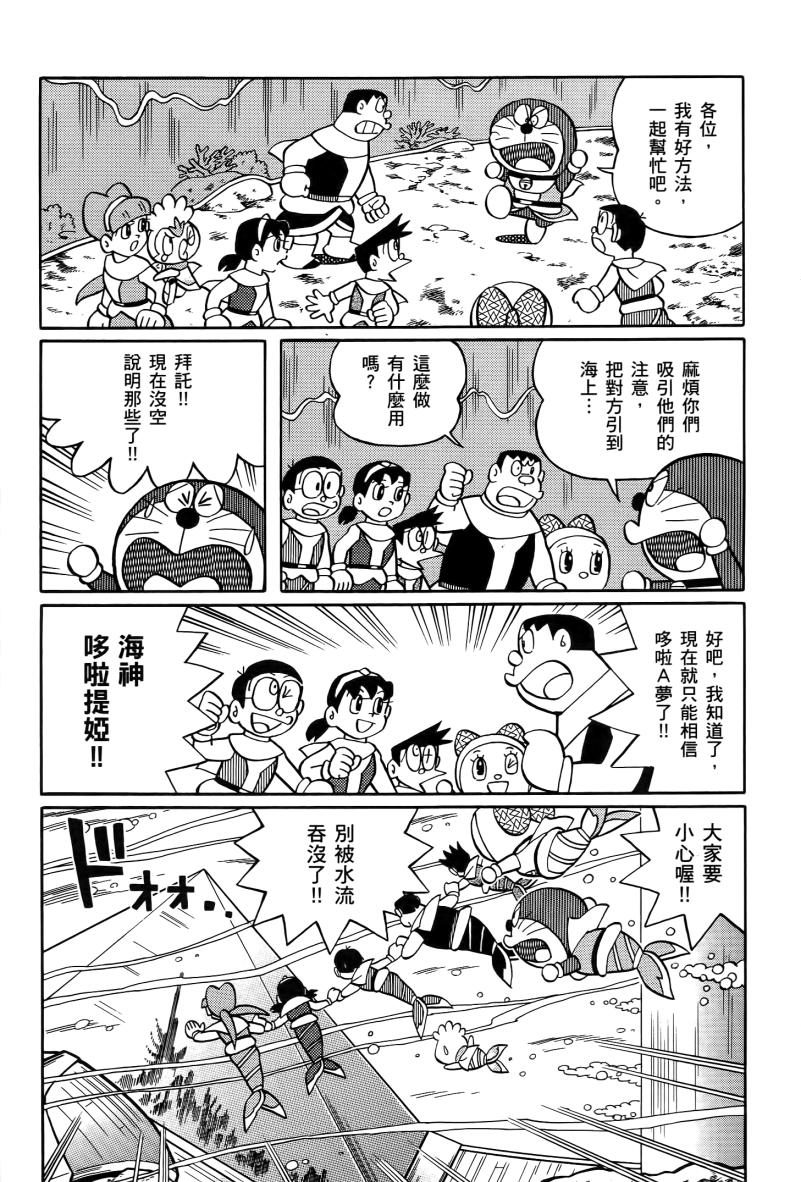 各位，
我有好方法，
一起幫忙吧。
麻煩你們
吸引他們的
注意，
把對方引到
海上…
這麼做
有什麼用
嗎？
拜託!!
現在沒空
說明那些了!!
好吧，我知道了，
現在就只能相信
哆啦A夢了!!
海神
哆啦提婭!!
大家要
小心喔!!
別被水流
吞沒了!!
ドオォ..